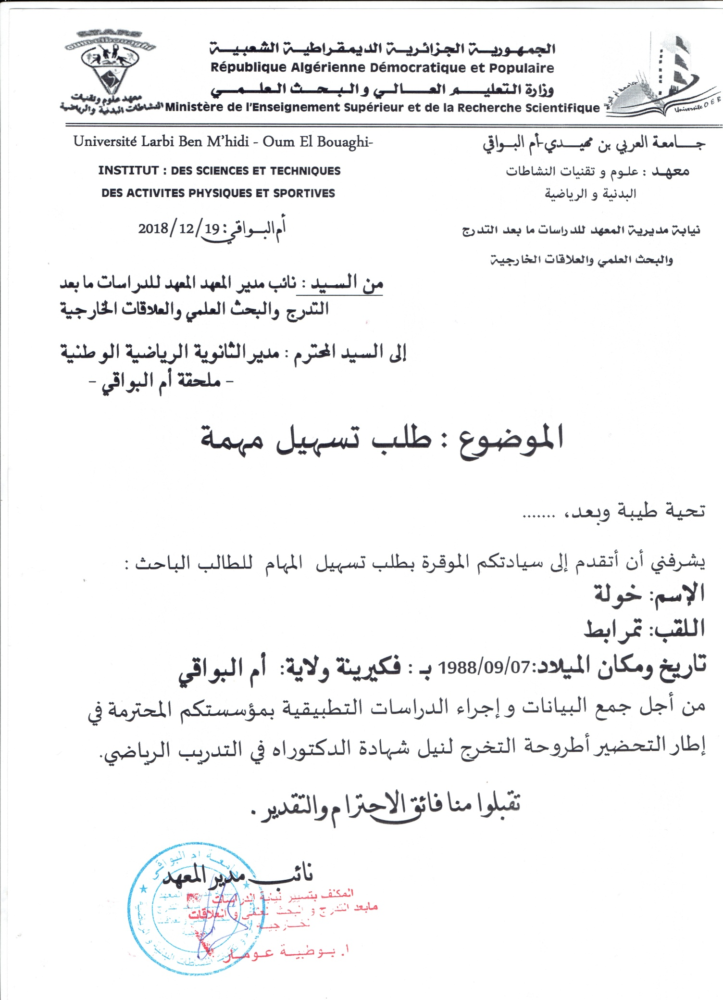 الجمهورية الجزائرية الديمقراطية الشعبية
République Algérienne Démocratique et Populaire
وزارة التعليم العالي والبحث العلمي
Ministère de l'Enseignement Supérieur et de la Recherche Scientifique
معهد علوم وتقنيات
النشاطات البدنية والرياضية
Université OEB
Université Larbi Ben M'hidi - Oum El Bouaghi-
جامعة العربي بن مهيدي-أم البواقي
INSTITUT : DES SCIENCES ET TECHNIQUES
معهد : علوم و تقنيات النشاطات
DES ACTIVITES PHYSIQUES ET SPORTIVES
البدنية و الرياضية
أم البواقي: 2018/12/19
نيابة مديرية المعهد للدراسات ما بعد التدرج
والبحث العلمي والعلاقات الخارجية
من السيد : نائب مدير المعهد المعهد للدراسات ما بعد
التدرج والبحث العلمي والعلاقات الخارجية
إلى السيد المحترم : مدير الثانوية الرياضية الوطنية
- ملحقة أم البواقي -
الموضوع : طلب تسهيل مهمة
تحية طيبة وبعد، .......
يشرفني أن أتقدم إلى سيادتكم الموقرة بطلب تسهيل المهام للطالب الباحث :
الإسم: خولة
اللقب: تمرابط
تاريخ ومكان الميلاد:1988/09/07 بـ : فكيرينة ولاية: أم البواقي
من أجل جمع البيانات و إجراء الدراسات التطبيقية بمؤسستكم المحترمة في
إطار التحضير أطروحة التخرج لنيل شهادة الدكتوراه في التدريب الرياضي.
تقبلوا منا فائق الاحترام والتقدير .
نائب مدير المعهد
جامعة ام البواقي
المكلف بتسيير نيابة الدراسات
مابعد التدرج و البحث العلمي و العلاقات
الخارجية
ا. بوطبية عومار